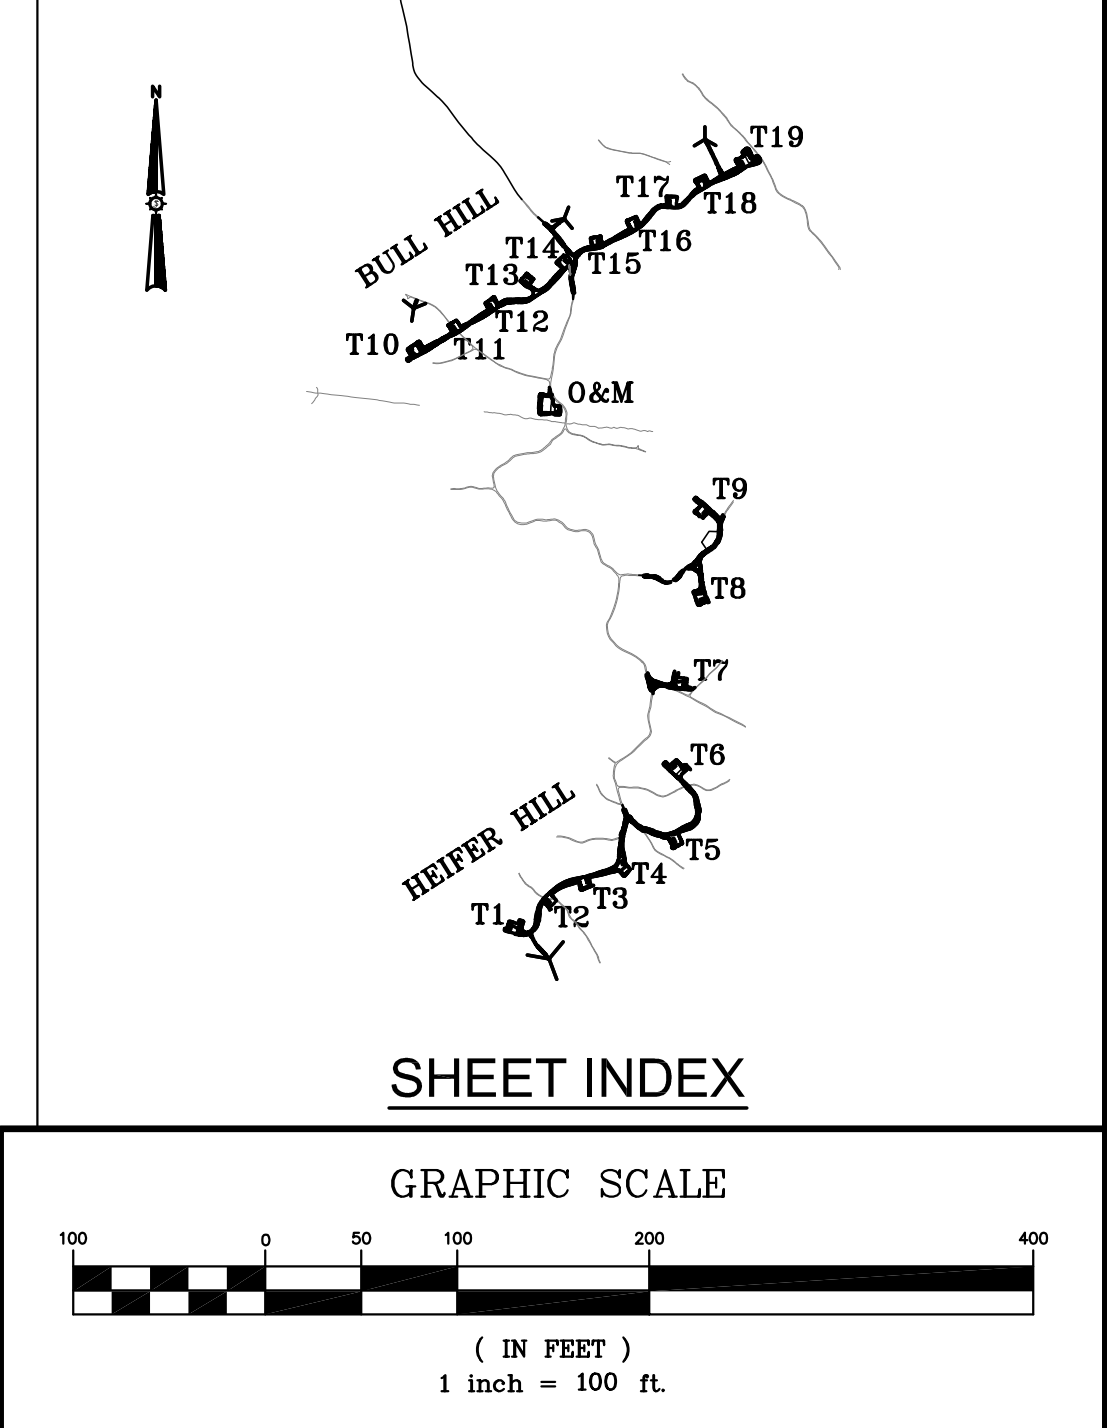 N
T19
T17
T18
BULL HILL
T16
T14
T15
T13
T12
T10
T11
O&M
T9
T8
T7
T6
HEIFER HILL
T5
T4
T3
T1
T2
SHEET INDEX
GRAPHIC SCALE
100 0 50 100 200 400
( IN FEET )
1 inch = 100 ft.